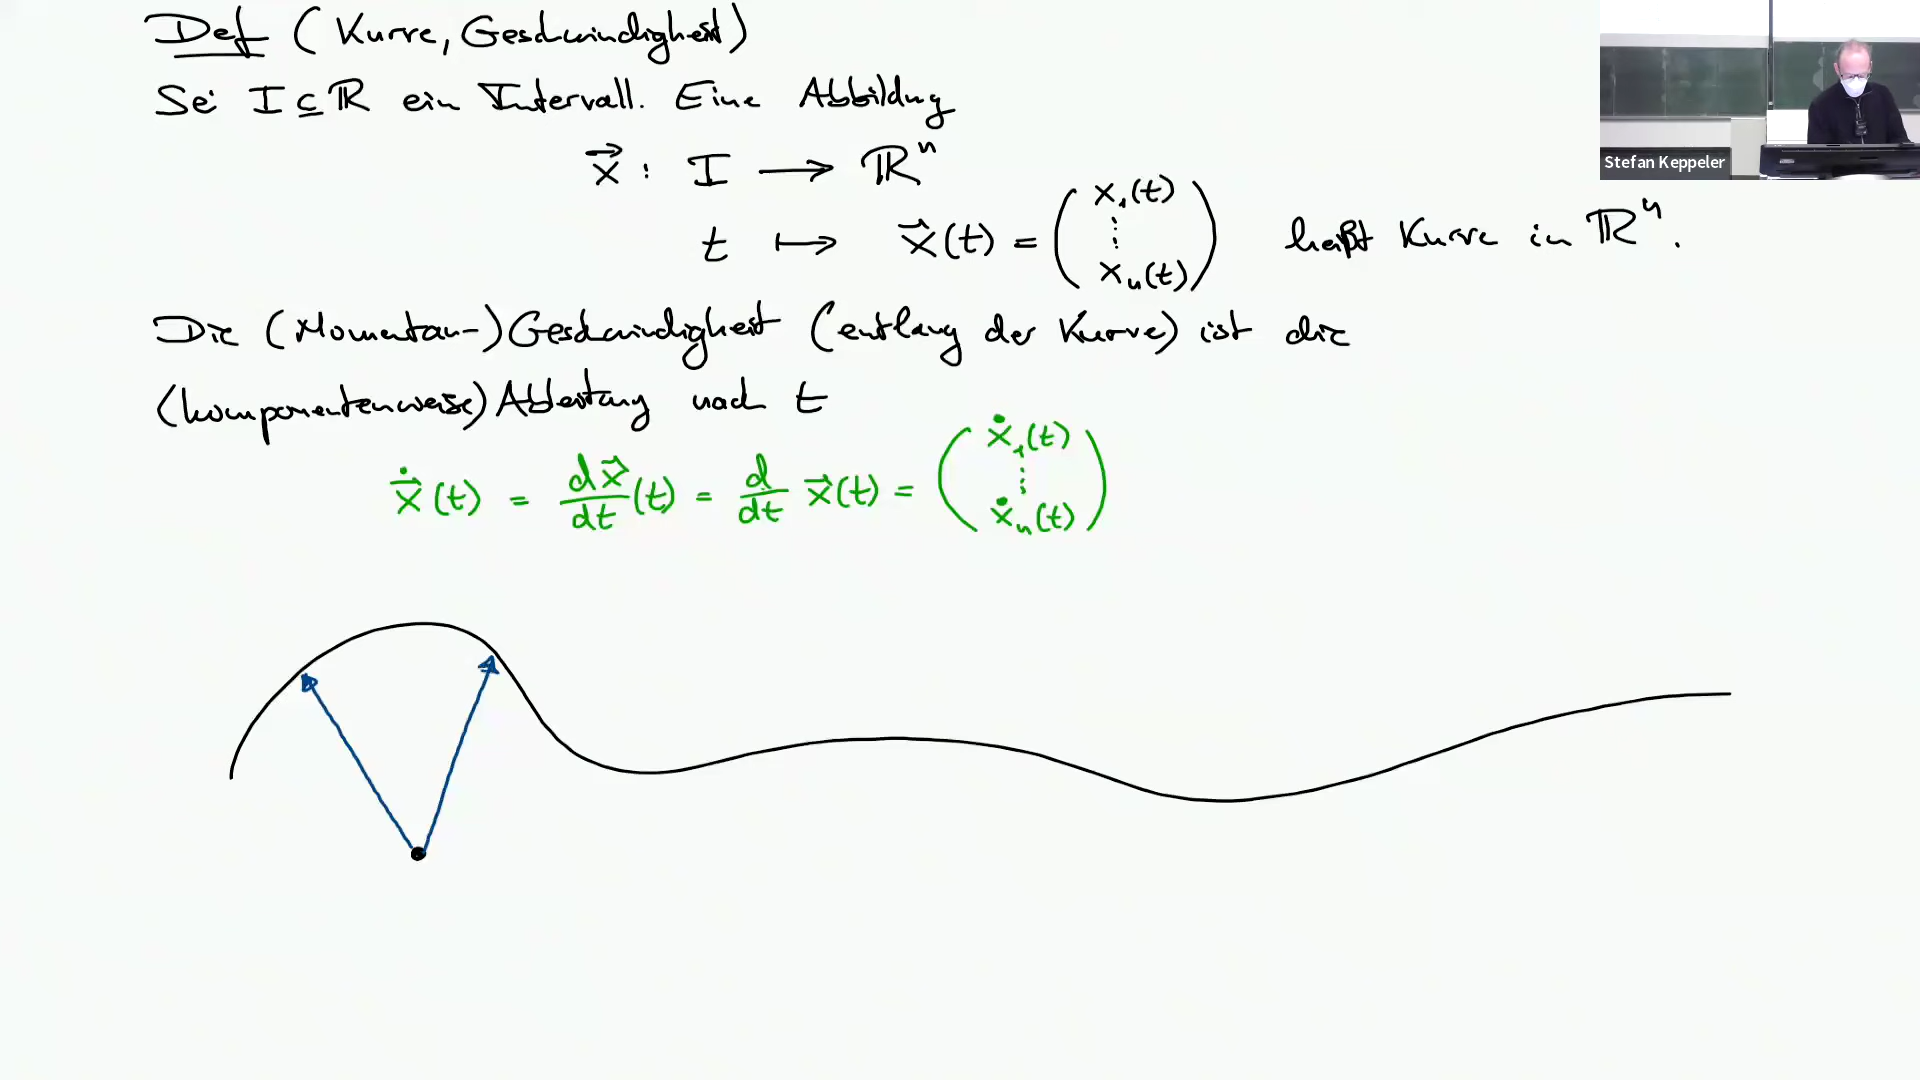 Def (Kurve, Geschwindigkeit)
Sei I ⊆ ℝ ein Intervall. Eine Abbildung
x⃗ : I ⟶ ℝⁿ
t ⟼ x⃗(t) = (x₁(t) ⋮ xₙ(t)) heißt Kurve in ℝⁿ.
Die (Momentan-)Geschwindigkeit (entlang der Kurve) ist die
(komponentenweise) Ableitung nach t
ẋ⃗(t) = dx⃗/dt (t) = d/dt x⃗(t) = (ẋ₁(t) ⋮ ẋₙ(t))
Stefan Keppeler